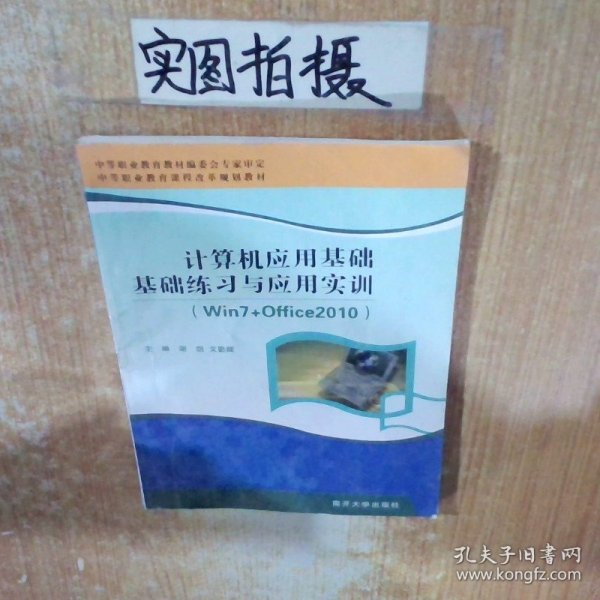 实图拍摄
中等职业教育教材编委会专家审定
中等职业教育课程改革规划教材
计算机应用基础
基础练习与应用实训
（Win7+Office2010）
主 编
南开大学出版社
孔夫子旧书网
www.kongfz.com